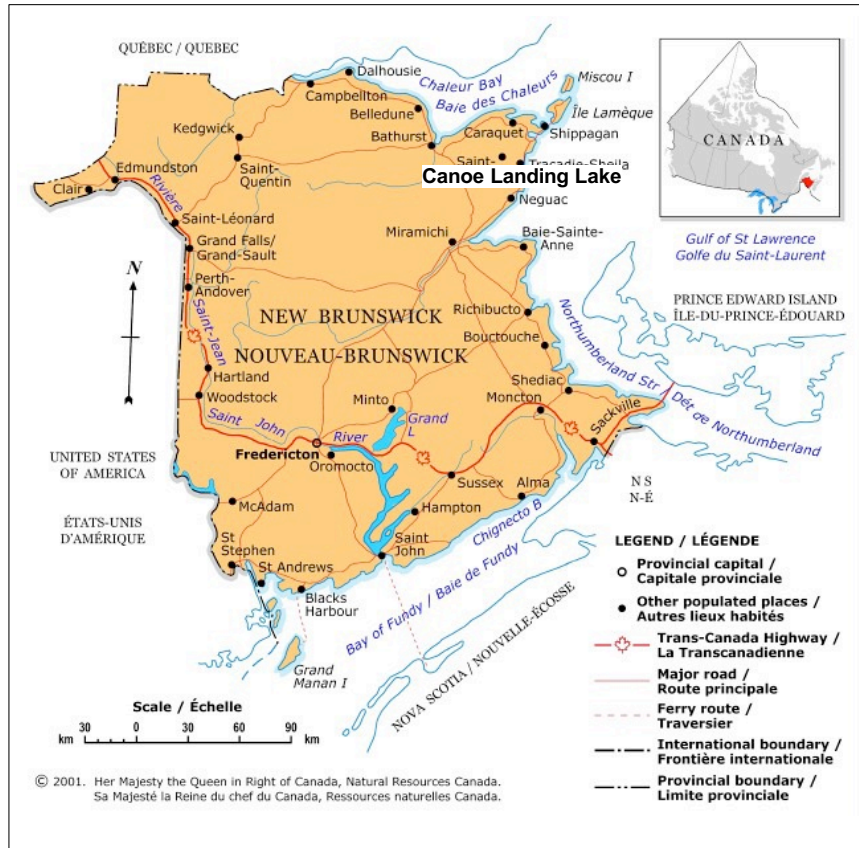 QUÉBEC / QUEBEC
Dalhousie
Campbellton
Chaleur Bay
Baie des Chaleurs
Miscou I
Île Lamèque
Belledune
Kedgwick
Bathurst
Caraquet
Shippagan
Saint-
Tracadie-Sheila
Canoe Landing Lake
Saint-
Quentin
Edmundston
Clair
Rivière
Neguac
Saint-Léonard
Miramichi
Baie-Sainte-
Anne
Grand Falls/
Grand-Sault
CANADA
Gulf of St Lawrence
Golfe du Saint-Laurent
N
Perth-
Andover
Saint-Jean
NEW BRUNSWICK
NOUVEAU-BRUNSWICK
Richibucto
Bouctouche
PRINCE EDWARD ISLAND
ÎLE-DU-PRINCE-ÉDOUARD
Northumberland Str
Dét de Northumberland
Hartland
Woodstock
Shediac
Moncton
Minto
Grand
L
Sackville
Saint John
River
Fredericton
Oromocto
UNITED STATES
OF AMERICA
ÉTATS-UNIS
D'AMÉRIQUE
Sussex
Alma
N S
N-É
McAdam
Hampton
Chignecto B
St
Stephen
St Andrews
Saint
John
Blacks
Harbour
Bay of Fundy / Baie de Fundy
Grand
Manan I
NOVA SCOTIA / NOUVELLE-ÉCOSSE
LEGEND / LÉGENDE
Provincial capital /
Capitale provinciale
Other populated places /
Autres lieux habités
Trans-Canada Highway /
La Transcanadienne
Major road /
Route principale
Ferry route /
Traversier
International boundary /
Frontière internationale
Provincial boundary /
Limite provinciale
Scale / Échelle
30 0 30 60 90
km km
© 2001. Her Majesty the Queen in Right of Canada, Natural Resources Canada.
Sa Majesté la Reine du chef du Canada, Ressources naturelles Canada.